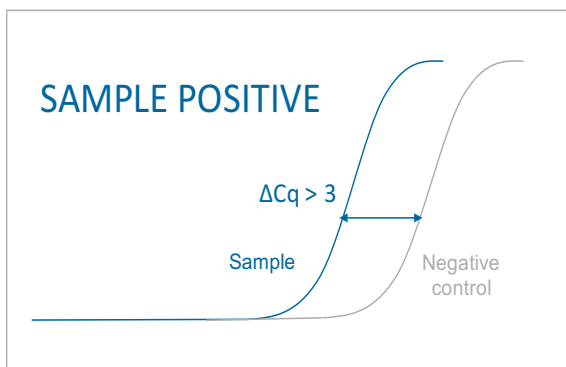 SAMPLE POSITIVE
ΔCq > 3
Sample
Negative
control